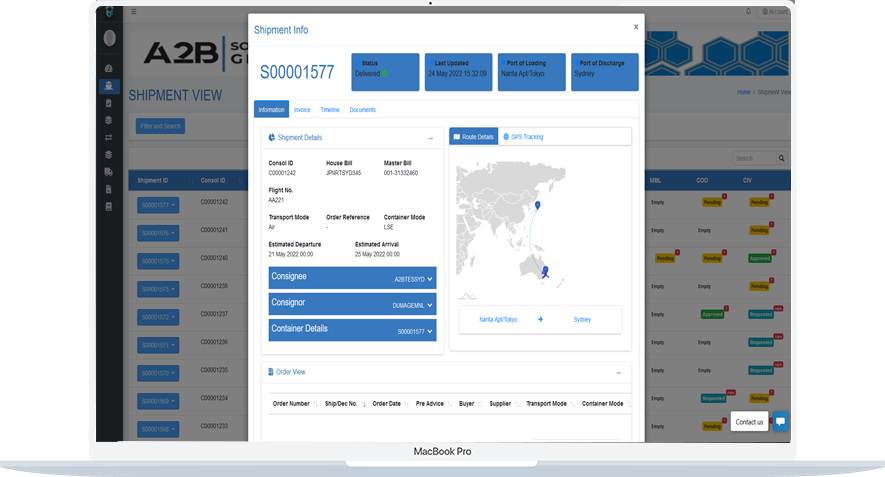 Shipment Info
×
Account
A2B
SO
G
S00001577
Status
Delivered
Last Updated
24 May 2022 15:32:09
Port of Loading
Narita Apt/Tokyo
Port of Discharge
Sydney
SHIPMENT VIEW
Home / Shipment View
Information Invoice Timeline Documents
Filter and Search
Shipment Details
Route Details GPS Tracking
Search
Consol ID House Bill Master Bill
C00001242 JPNRTSYD345 001-31332460
Flight No.
AA221
Transport Mode Order Reference Container Mode
Air - LSE
Estimated Departure Estimated Arrival
21 May 2022 00:00 25 May 2022 00:00
Consignee A2BTESSYD
Consignor DUMAGEMNL
Container Details S00001577
Narita Apt/Tokyo Sydney
Order View
Order Number Ship/Dec No. Order Date Pre Advice Buyer Supplier Transport Mode Container Mode
Shipment ID Consol ID MBL COO CIV
S00001577 C00001242 Empty Pending Pending
S00001576 C00001241 Empty Empty Pending
S00001575 C00001240 Pending Pending Approved
C00001238 Empty Empty Pending
S00001572 C00001237 Empty Approved Requested
S00001571 C00001236 Empty Empty Requested
S00001570 C00001235 Empty Empty Requested
S00001569 C00001234 Empty Requested Pending
S00001568 C00001233 Empty Pending
Contact us
MacBook Pro